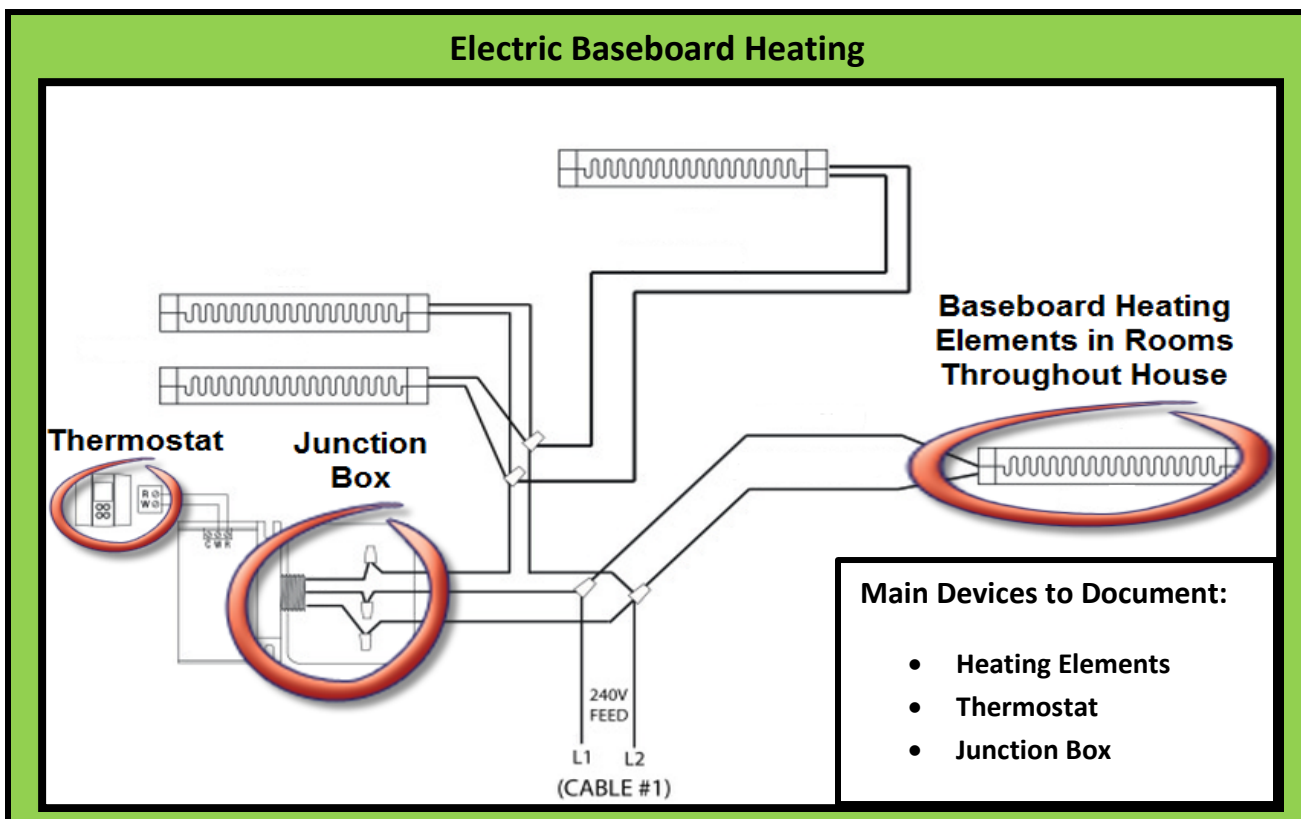 Electric Baseboard Heating
Baseboard Heating
Elements in Rooms
Throughout House
Thermostat
Junction
Box
R
W
C W R
240V
FEED
L1 L2
(CABLE #1)
Main Devices to Document:
• Heating Elements
• Thermostat
• Junction Box